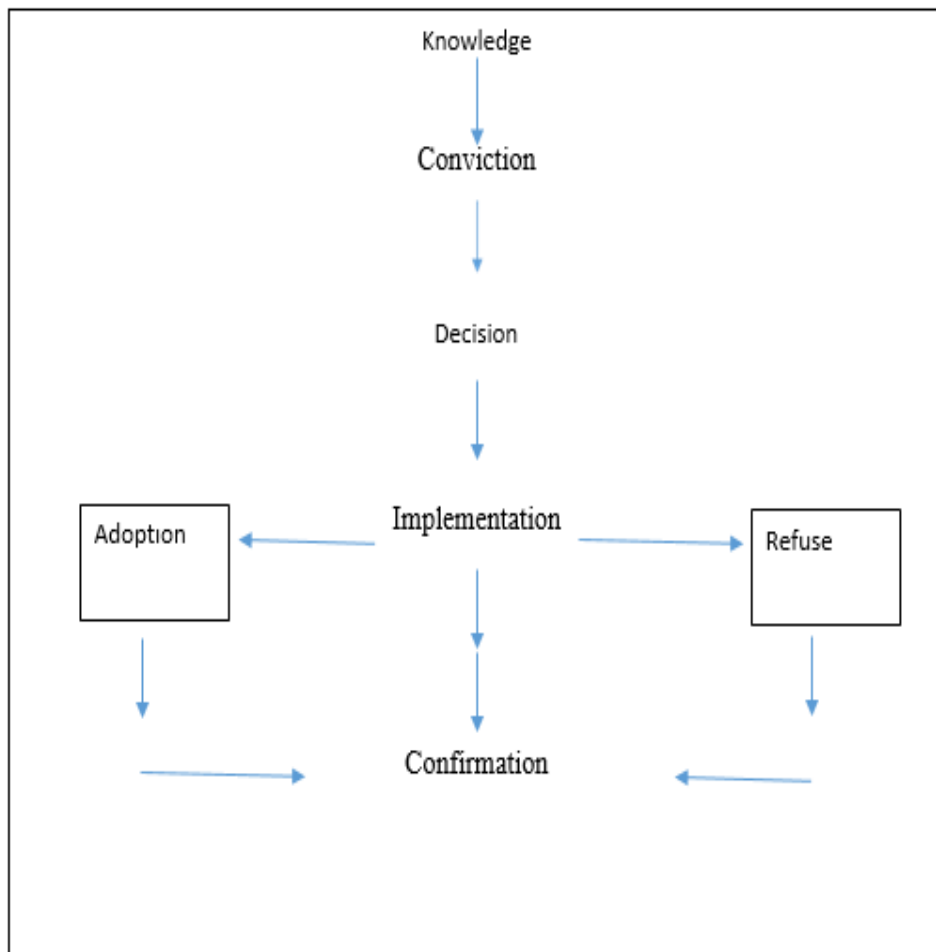 Knowledge
Conviction
Decision
Implementation
Adoptıon
Refuse
Confirmation